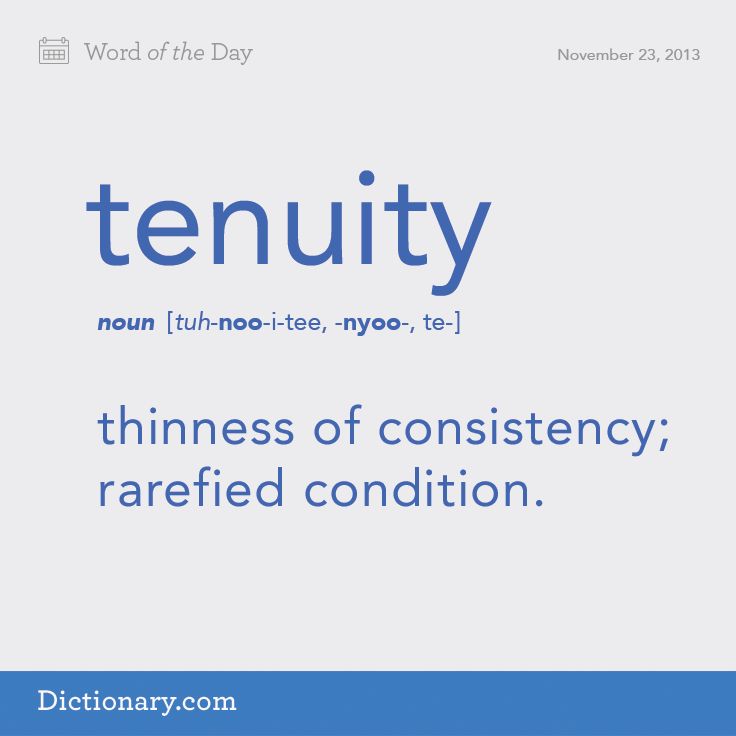 Word of the Day
November 23, 2013
tenuity
noun [tuh-noo-i-tee, -nyoo-, te-]
thinness of consistency;
rarefied condition.
Dictionary.com